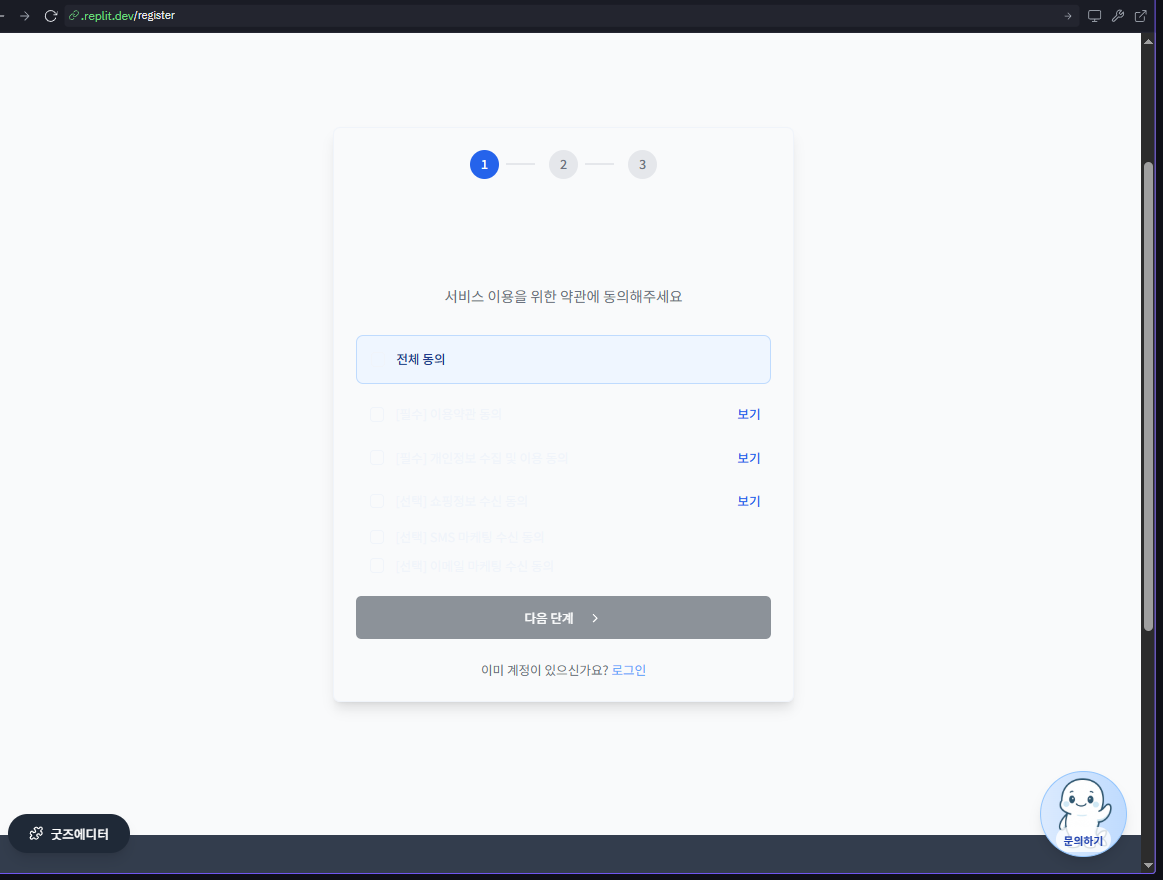 .replit.dev/register
1
2
3
서비스 이용을 위한 약관에 동의해주세요
전체 동의
[필수] 이용약관 동의
보기
[필수] 개인정보 수집 및 이용 동의
보기
[선택] 쇼핑정보 수신 동의
보기
[선택] SMS 마케팅 수신 동의
[선택] 이메일 마케팅 수신 동의
다음 단계
이미 계정이 있으신가요? 로그인
굿즈에디터
문의하기